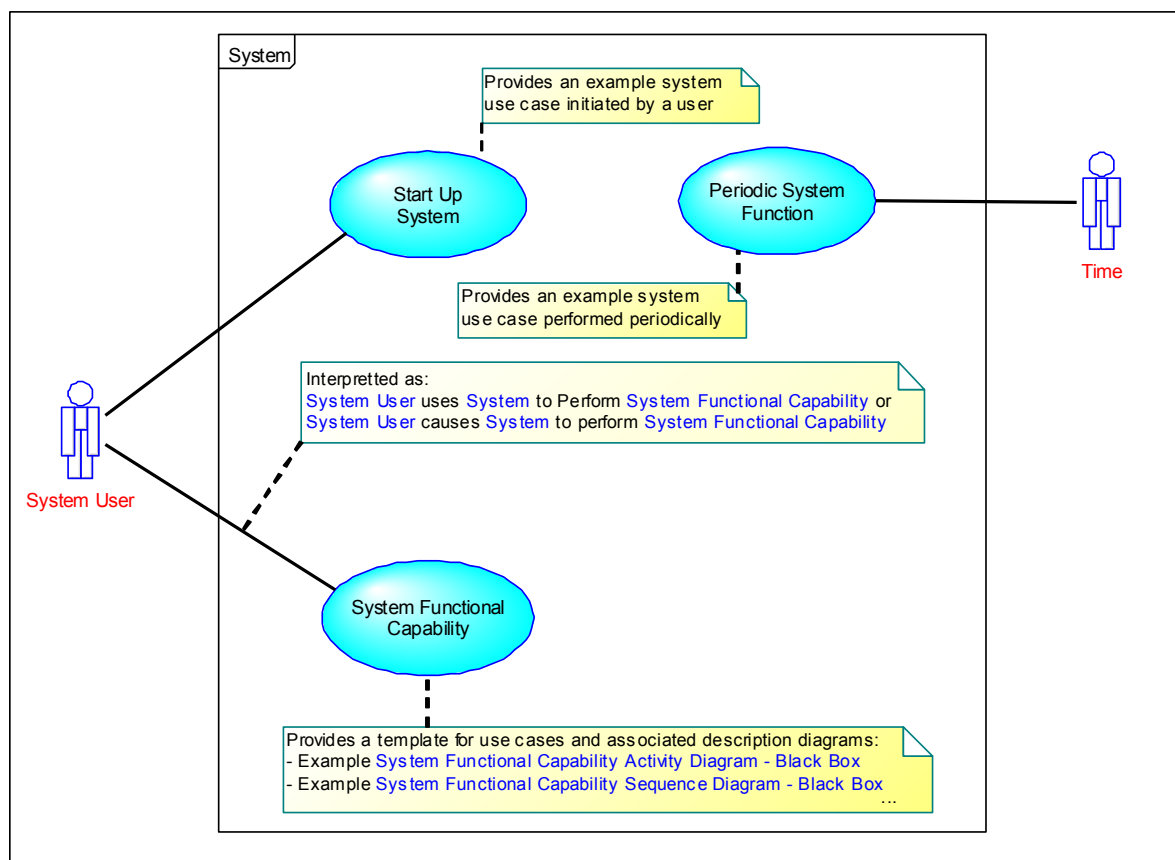 System
Provides an example system
use case initiated by a user
Start Up
System
Periodic System
Function
Time
Provides an example system
use case performed periodically
Interpretted as:
System User uses System to Perform System Functional Capability or
System User causes System to perform System Functional Capability
System User
System Functional
Capability
Provides a template for use cases and associated description diagrams:
- Example System Functional Capability Activity Diagram - Black Box
- Example System Functional Capability Sequence Diagram - Black Box
...